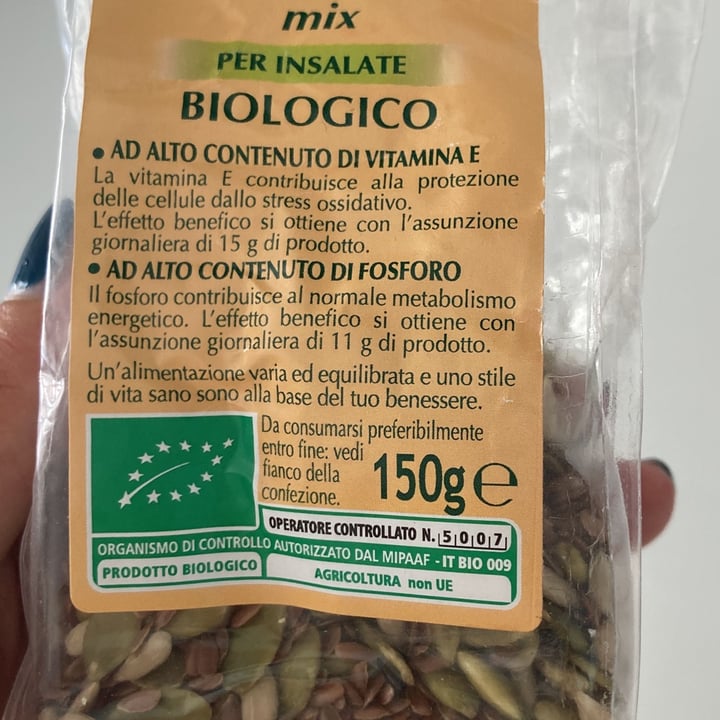 mix
PER INSALATE
BIOLOGICO
• AD ALTO CONTENUTO DI VITAMINA E
La vitamina E contribuisce alla protezione
delle cellule dallo stress ossidativo.
L'effetto benefico si ottiene con l'assunzione
giornaliera di 15 g di prodotto.
• AD ALTO CONTENUTO DI FOSFORO
Il fosforo contribuisce al normale metabolismo
energetico. L'effetto benefico si ottiene con
l'assunzione giornaliera di 11 g di prodotto.
Un'alimentazione varia ed equilibrata e uno stile
di vita sano sono alla base del tuo benessere.
Da consumarsi preferibilmente
entro fine: vedi
fianco della
confezione.
150g e
OPERATORE CONTROLLATO N. |5|0|0|7|
ORGANISMO DI CONTROLLO AUTORIZZATO DAL MIPAAF - IT BIO 009
PRODOTTO BIOLOGICO
AGRICOLTURA non UE